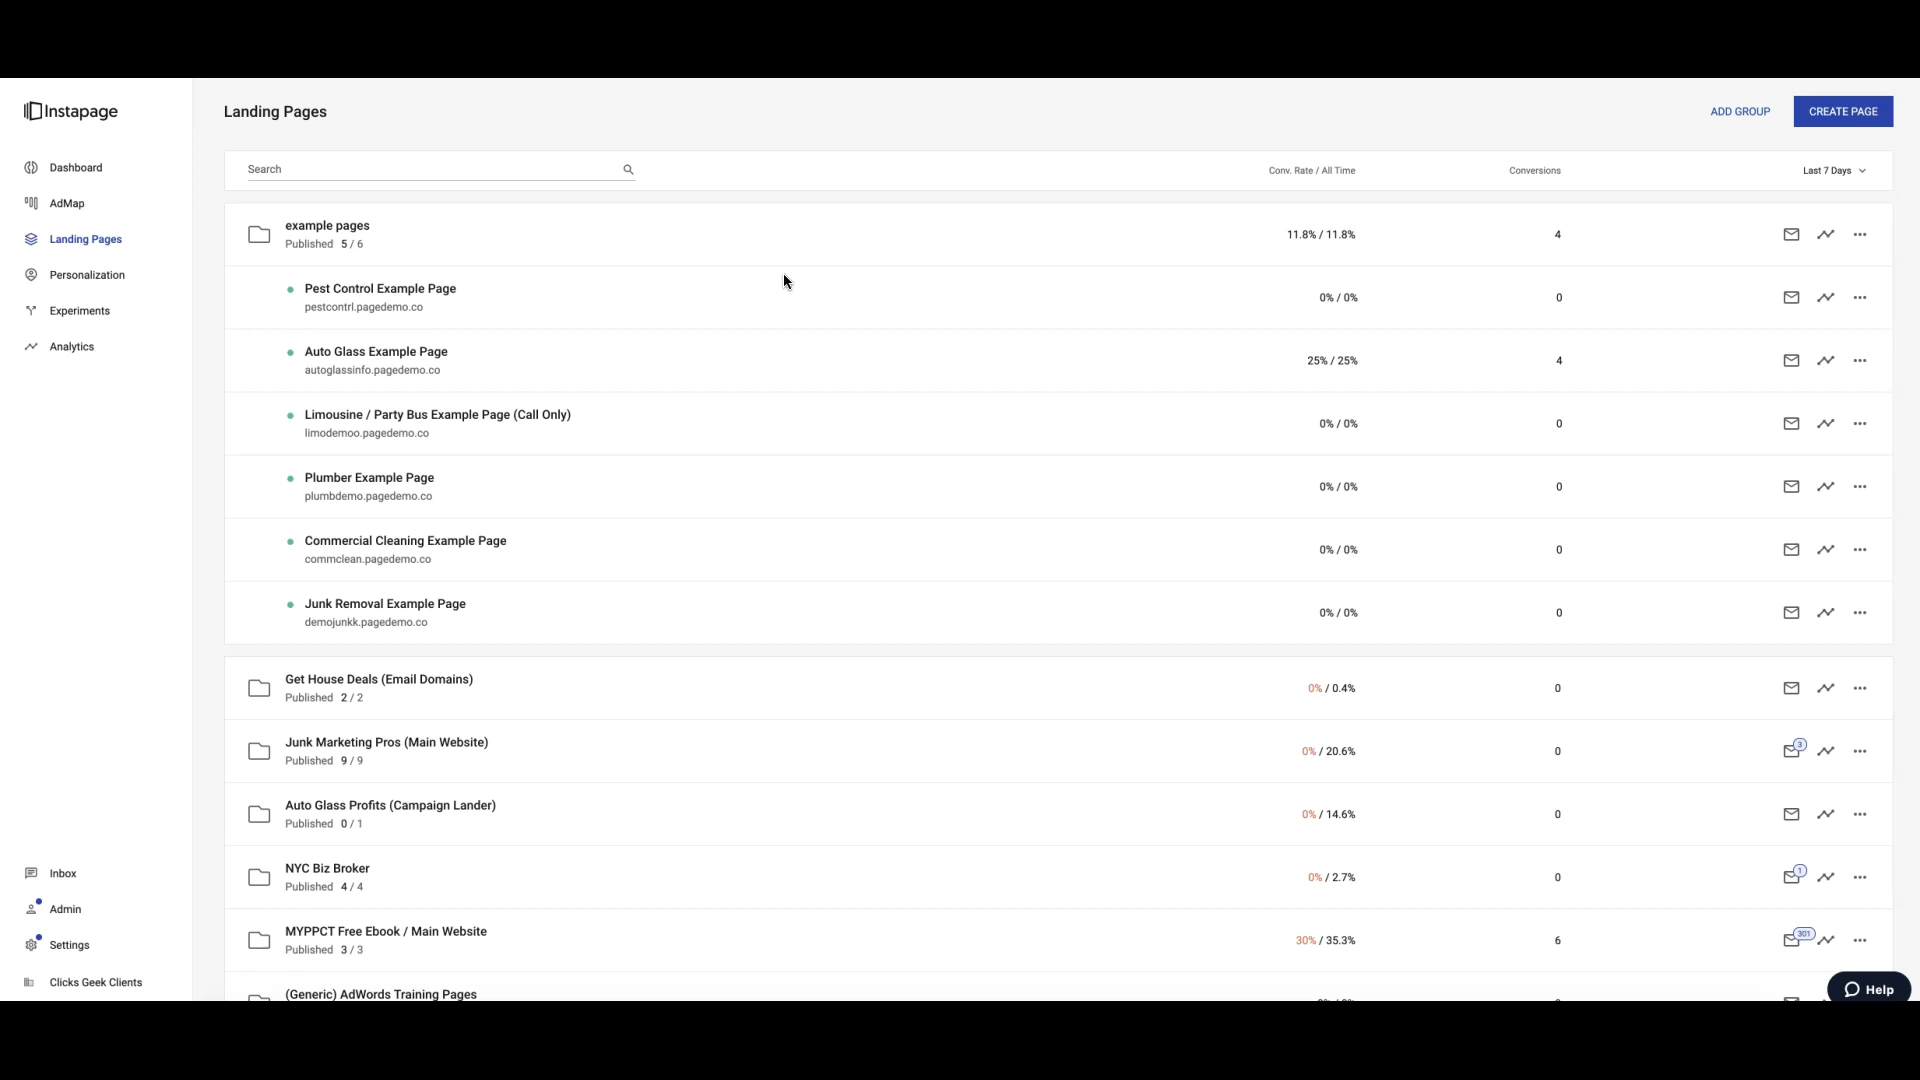 Instapage
Landing Pages
ADD GROUP
CREATE PAGE
Dashboard
AdMap
Landing Pages
Personalization
Experiments
Analytics
Search
Conv. Rate / All Time
Conversions
Last 7 Days
example pages
Published 5 / 6
11.8% / 11.8%
4
Pest Control Example Page
pestcontrl.pagedemo.co
0% / 0%
0
Auto Glass Example Page
autoglassinfo.pagedemo.co
25% / 25%
4
Limousine / Party Bus Example Page (Call Only)
limodemoo.pagedemo.co
0% / 0%
0
Plumber Example Page
plumbdemo.pagedemo.co
0% / 0%
0
Commercial Cleaning Example Page
commclean.pagedemo.co
0% / 0%
0
Junk Removal Example Page
demojunkk.pagedemo.co
0% / 0%
0
Get House Deals (Email Domains)
Published 2 / 2
0% / 0.4%
0
Junk Marketing Pros (Main Website)
Published 9 / 9
0% / 20.6%
0
3
Auto Glass Profits (Campaign Lander)
Published 0 / 1
0% / 14.6%
0
NYC Biz Broker
Published 4 / 4
0% / 2.7%
0
1
MYPPCT Free Ebook / Main Website
Published 3 / 3
30% / 35.3%
6
301
(Generic) AdWords Training Pages
Inbox
Admin
Settings
Clicks Geek Clients
Help